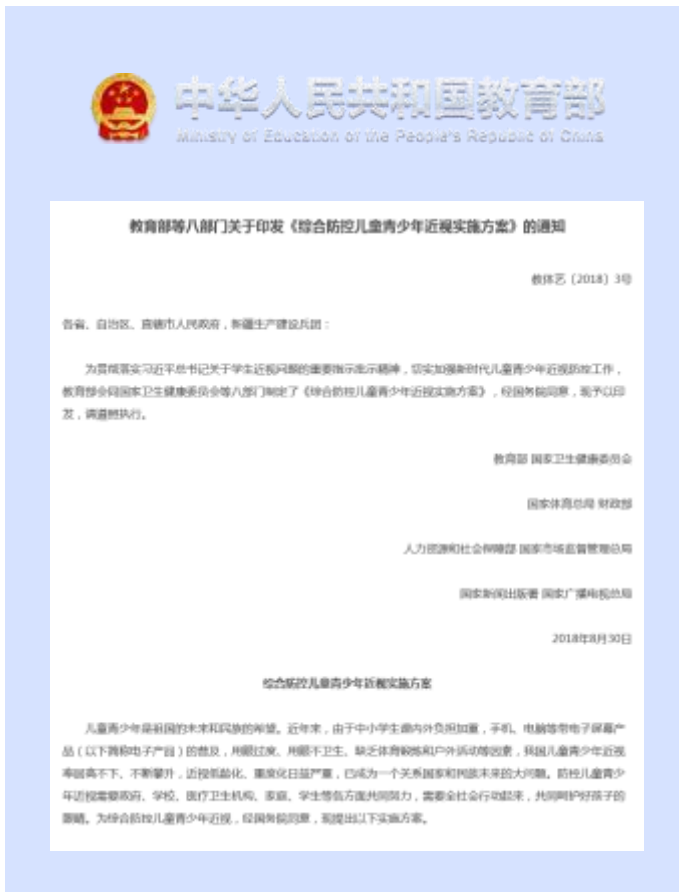 中华人民共和国教育部
Ministry of Education of the People's Republic of China
教育部等八部门关于印发《综合防控儿童青少年近视实施方案》的通知
教体艺〔2018〕3号
各省、自治区、直辖市人民政府，新疆生产建设兵团：
为贯彻落实习近平总书记关于学生近视问题的重要指示批示精神，切实加强新时代儿童青少年近视防控工作，
教育部会同国家卫生健康委员会等八部门制定了《综合防控儿童青少年近视实施方案》，经国务院同意，现予以印
发，请遵照执行。
教育部 国家卫生健康委员会
国家体育总局 财政部
人力资源和社会保障部 国家市场监督管理总局
国家新闻出版署 国家广播电视总局
2018年8月30日
综合防控儿童青少年近视实施方案
儿童青少年是祖国的未来和民族的希望。近年来，由于中小学生课内外负担加重，手机、电脑等带电子屏幕产
品（以下简称电子产品）的普及，用眼过度、用眼不卫生、缺乏体育锻炼和户外活动等因素，我国儿童青少年近视
率居高不下、不断攀升，近视低龄化、重度化日益严重，已成为一个关系国家和民族未来的大问题。防控儿童青少
年近视需要政府、学校、医疗卫生机构、家庭、学生等各方面共同努力，需要全社会行动起来，共同呵护好孩子的
眼睛。为综合防控儿童青少年近视，经国务院同意，现提出以下实施方案。